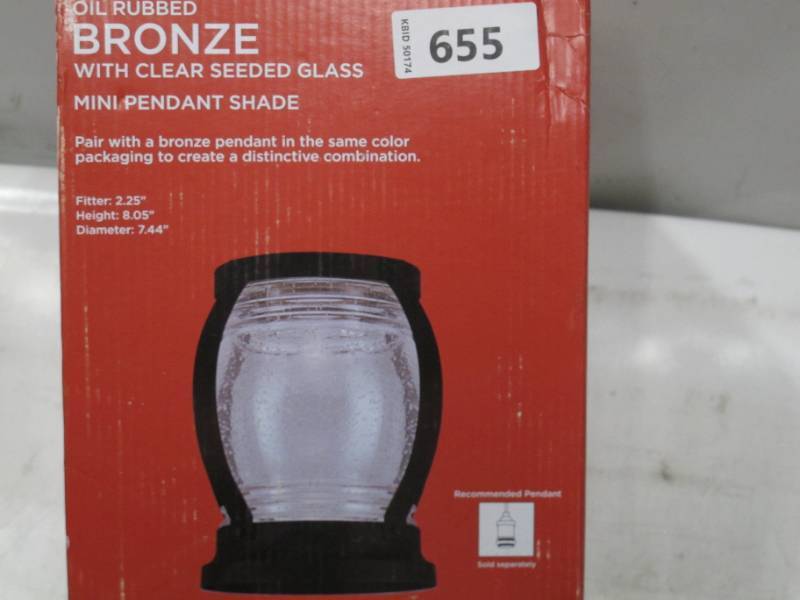 OIL RUBBED
BRONZE
WITH CLEAR SEEDED GLASS
MINI PENDANT SHADE
KBID 50174
655
Pair with a bronze pendant in the same color
packaging to create a distinctive combination.
Fitter: 2.25"
Height: 8.05"
Diameter: 7.44"
Recommended Pendant
Sold separately